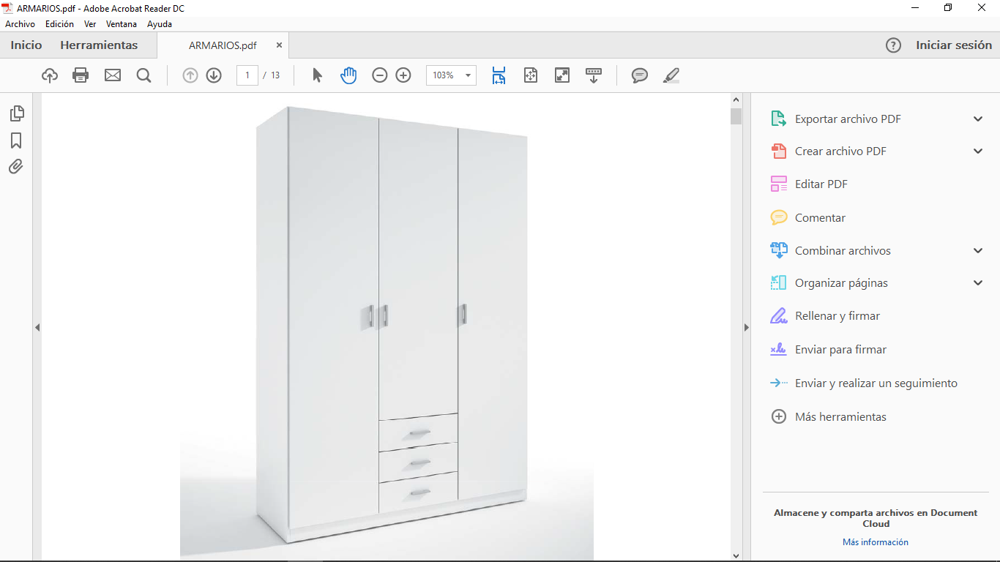 ARMARIOS.pdf - Adobe Acrobat Reader DC
Archivo Edición Ver Ventana Ayuda
Inicio Herramientas ARMARIOS.pdf × ? Iniciar sesión
1 / 13 103%
Exportar archivo PDF
Crear archivo PDF
Editar PDF
Comentar
Combinar archivos
Organizar páginas
Rellenar y firmar
Enviar para firmar
Enviar y realizar un seguimiento
Más herramientas
Almacene y comparta archivos en Document
Cloud
Más información